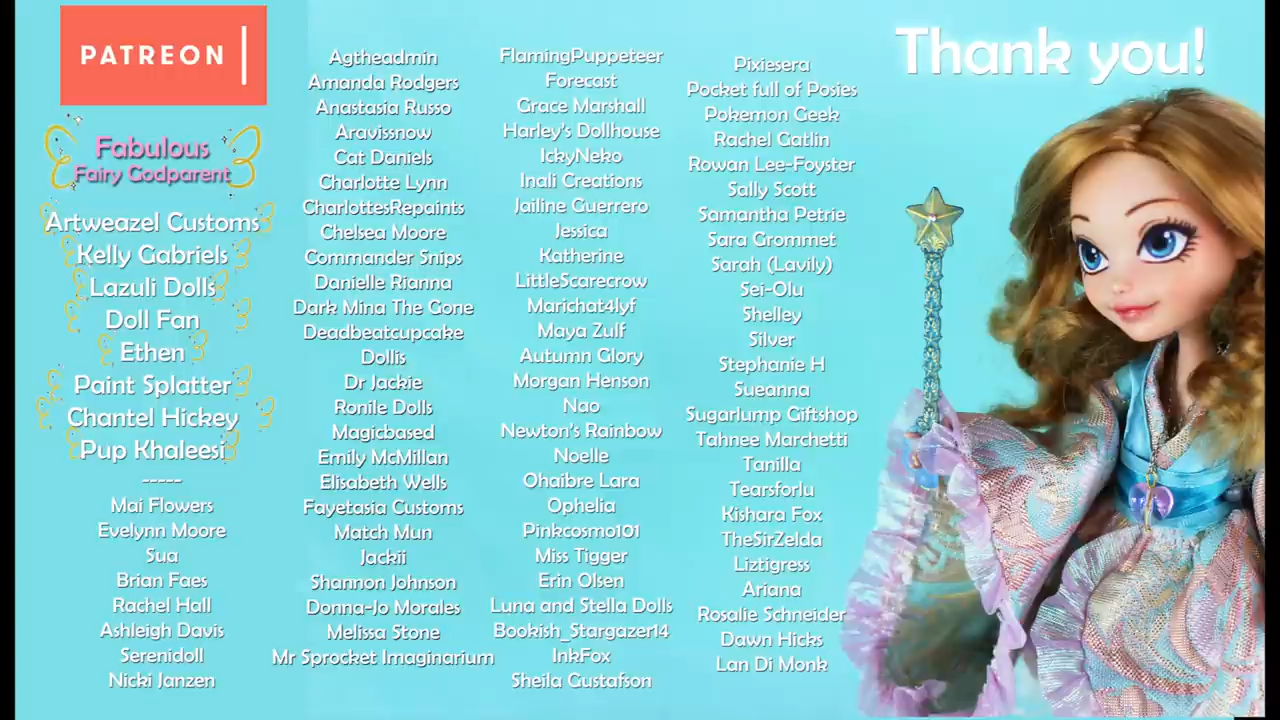 PATREON
Fabulous
Fairy Godparent
Artweazel Customs
Kelly Gabriels
Lazuli Dolls
Doll Fan
Ethen
Paint Splatter
Chantel Hickey
Pup Khaleesi
-----
Mai Flowers
Evelynn Moore
Sua
Brian Faes
Rachel Hall
Ashleigh Davis
Serenidoll
Nicki Janzen
Agtheadmin
Amanda Rodgers
Anastasia Russo
Aravissnow
Cat Daniels
Charlotte Lynn
CharlottesRepaints
Chelsea Moore
Commander Snips
Danielle Rianna
Dark Mina The Gone
Deadbeatcupcake
Dollis
Dr Jackie
Ronile Dolls
Magicbased
Emily McMillan
Elisabeth Wells
Fayetasia Customs
Match Mun
Jackii
Shannon Johnson
Donna-Jo Morales
Melissa Stone
Mr Sprocket Imaginarium
FlamingPuppeteer
Forecast
Grace Marshall
Harley's Dollhouse
IckyNeko
Inali Creations
Jailine Guerrero
Jessica
Katherine
LittleScarecrow
Marichat4lyf
Maya Zulf
Autumn Glory
Morgan Henson
Nao
Newton's Rainbow
Noelle
Ohaibre Lara
Ophelia
Pinkcosmo101
Miss Tigger
Erin Olsen
Luna and Stella Dolls
Bookish_Stargazer14
InkFox
Sheila Gustafson
Pixiesera
Pocket full of Posies
Pokemon Geek
Rachel Gatlin
Rowan Lee-Foyster
Sally Scott
Samantha Petrie
Sara Grommet
Sarah (Lavily)
Sei-Olu
Shelley
Silver
Stephanie H
Sueanna
Sugarlump Giftshop
Tahnee Marchetti
Tanilla
Tearsforlu
Kishara Fox
TheSirZelda
Liztigress
Ariana
Rosalie Schneider
Dawn Hicks
Lan Di Monk
Thank you!